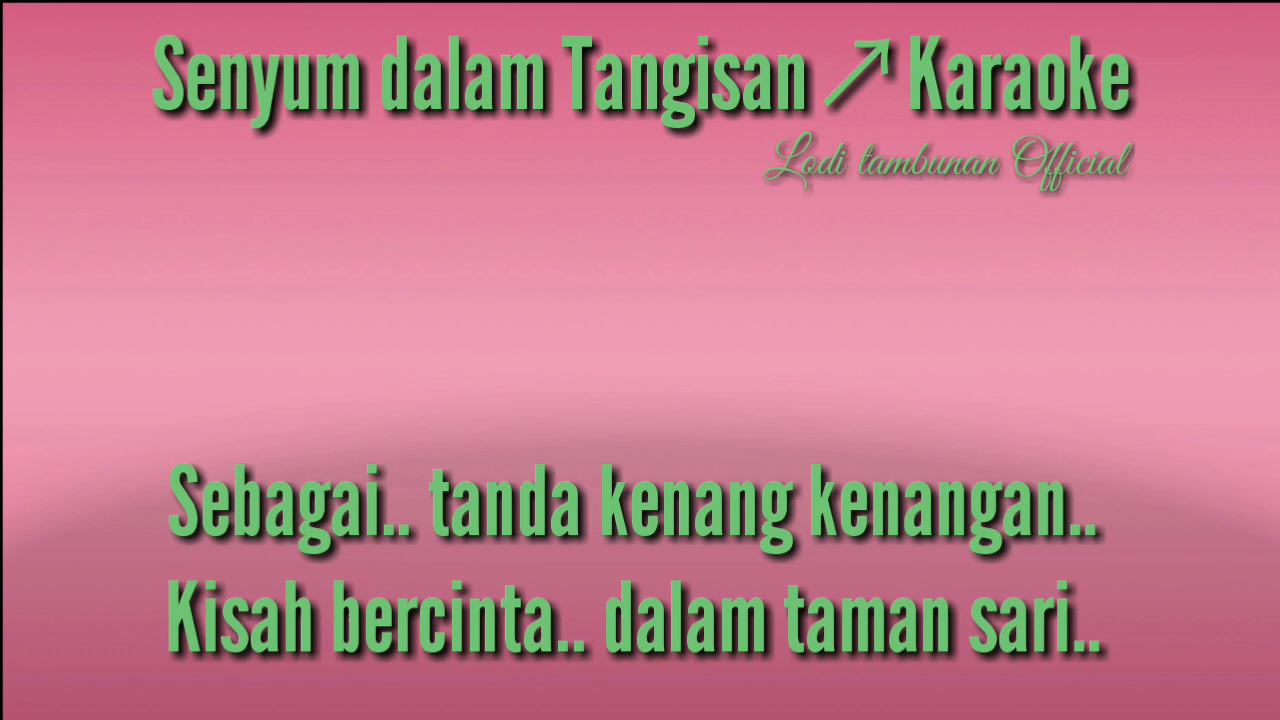 Senyum dalam Tangisan ↗ Karaoke
Lodi tambunan Official
Sebagai.. tanda kenang kenangan..
Kisah bercinta.. dalam taman sari..